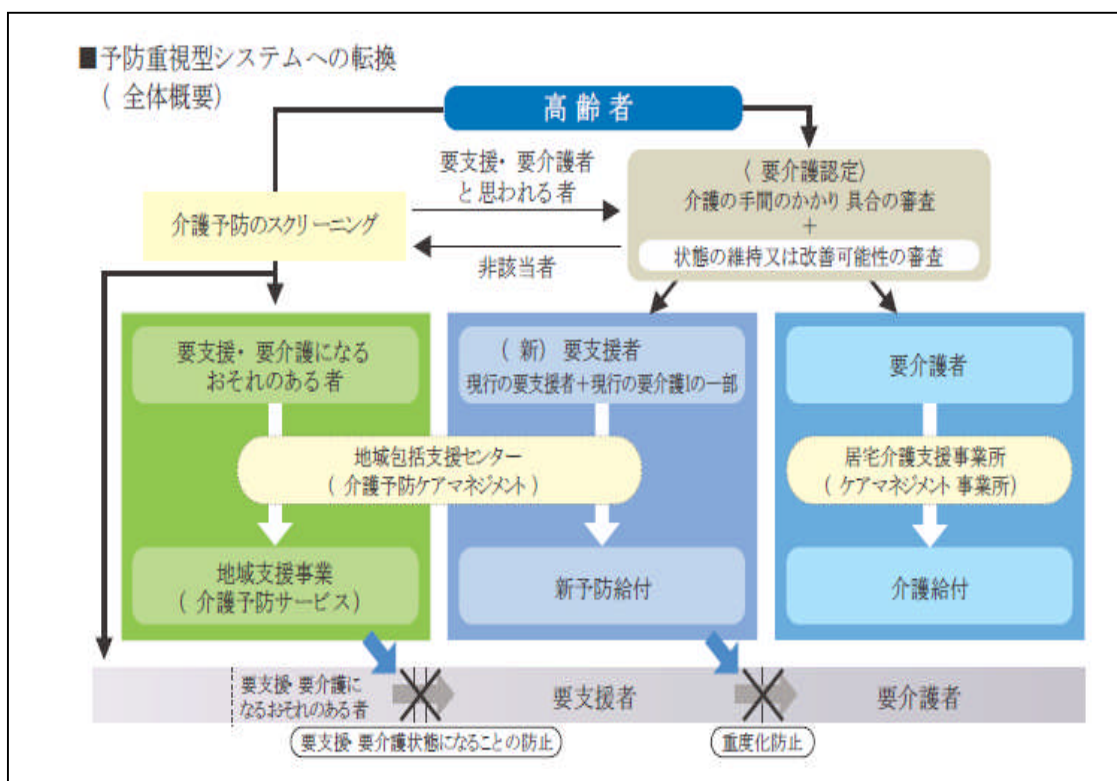 ■予防重視型システムへの転換
（ 全体概要）
高齢者
要支援・ 要介護者
と思われる者
（ 要介護認定）
介護の手間のかかり 具合の審査
＋
状態の維持又は改善可能性の審査
介護予防のスクリーニング
非該当者
要支援・ 要介護になる
おそれのある 者
（ 新） 要支援者
現行の要支援者＋現行の要介護1の一部
要介護者
地域包括支援センター
（ 介護予防ケアマネジメント ）
居宅介護支援事業所
（ ケアマネジメント 事業所）
地域支援事業
（ 介護予防サービス）
新予防給付
介護給付
要支援・要介護に
なるおそれのある者
要支援者
要介護者
要支援・要介護状態になることの防止
重度化防止